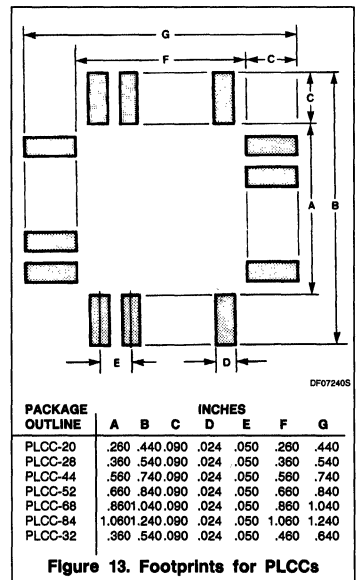 G
F
C
C
A
B
E
D
DF07240S
PACKAGE INCHES
OUTLINE A B C D E F G
PLCC-20 .260 .440 .090 .024 .050 .260 .440
PLCC-28 .360 .540 .090 .024 .050 .360 .540
PLCC-44 .560 .740 .090 .024 .050 .560 .740
PLCC-52 .660 .840 .090 .024 .050 .660 .840
PLCC-68 .860 1.040 .090 .024 .050 .860 1.040
PLCC-84 1.060 1.240 .090 .024 .050 1.060 1.240
PLCC-32 .360 .540 .090 .024 .050 .460 .640
Figure 13. Footprints for PLCCs